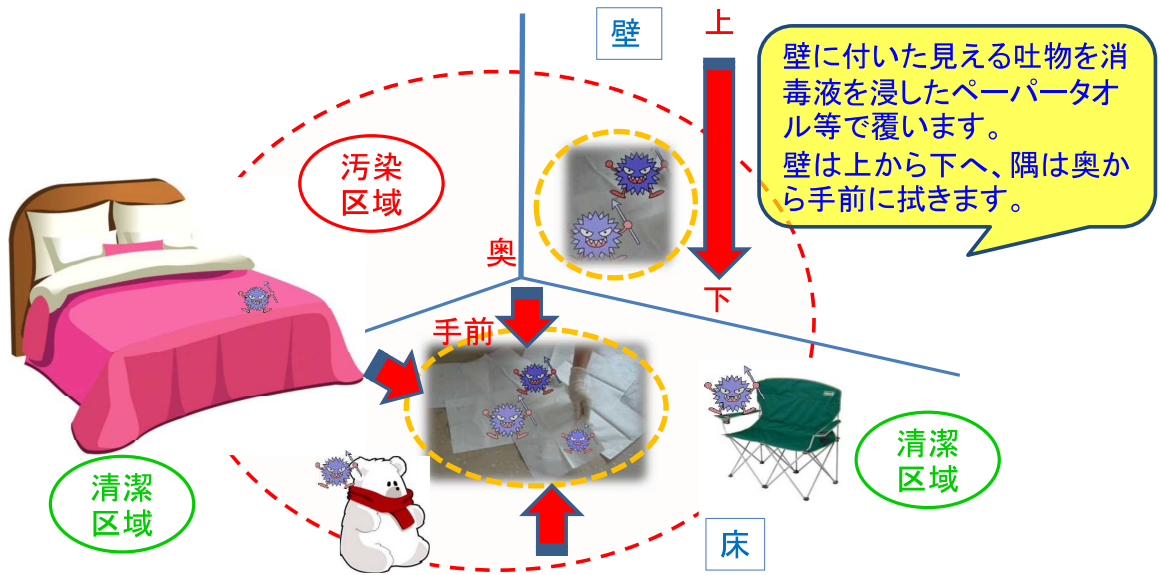 壁
上
壁に付いた見える吐物を消
毒液を浸したペーパータオ
ル等で覆います。
壁は上から下へ、隅は奥か
ら手前に拭きます。
汚染
区域
奥
下
手前
清潔
区域
清潔
区域
床